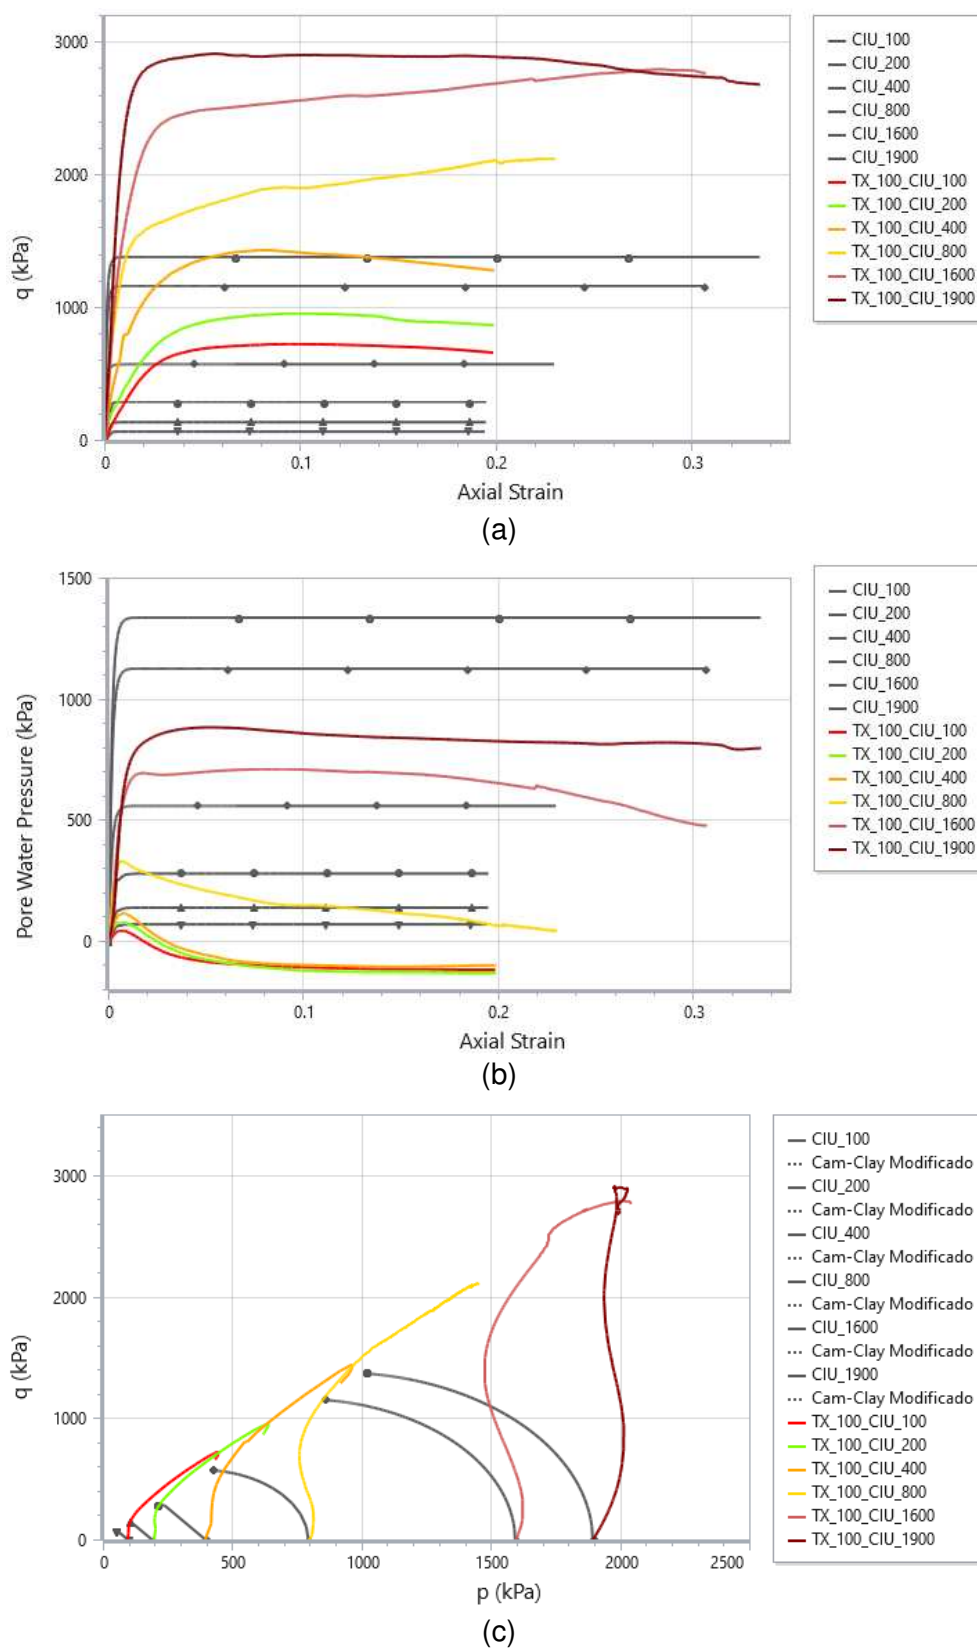 3000
2000
1000
0
q (kPa)
0
0.1
0.2
0.3
Axial Strain
CIU_100
CIU_200
CIU_400
CIU_800
CIU_1600
CIU_1900
TX_100_CIU_100
TX_100_CIU_200
TX_100_CIU_400
TX_100_CIU_800
TX_100_CIU_1600
TX_100_CIU_1900
(a)
1500
1000
500
0
Pore Water Pressure (kPa)
0
0.1
0.2
0.3
Axial Strain
CIU_100
CIU_200
CIU_400
CIU_800
CIU_1600
CIU_1900
TX_100_CIU_100
TX_100_CIU_200
TX_100_CIU_400
TX_100_CIU_800
TX_100_CIU_1600
TX_100_CIU_1900
(b)
3000
2000
1000
0
q (kPa)
0
500
1000
1500
2000
2500
p (kPa)
CIU_100
Cam-Clay Modificado
CIU_200
Cam-Clay Modificado
CIU_400
Cam-Clay Modificado
CIU_800
Cam-Clay Modificado
CIU_1600
Cam-Clay Modificado
CIU_1900
Cam-Clay Modificado
TX_100_CIU_100
TX_100_CIU_200
TX_100_CIU_400
TX_100_CIU_800
TX_100_CIU_1600
TX_100_CIU_1900
(c)